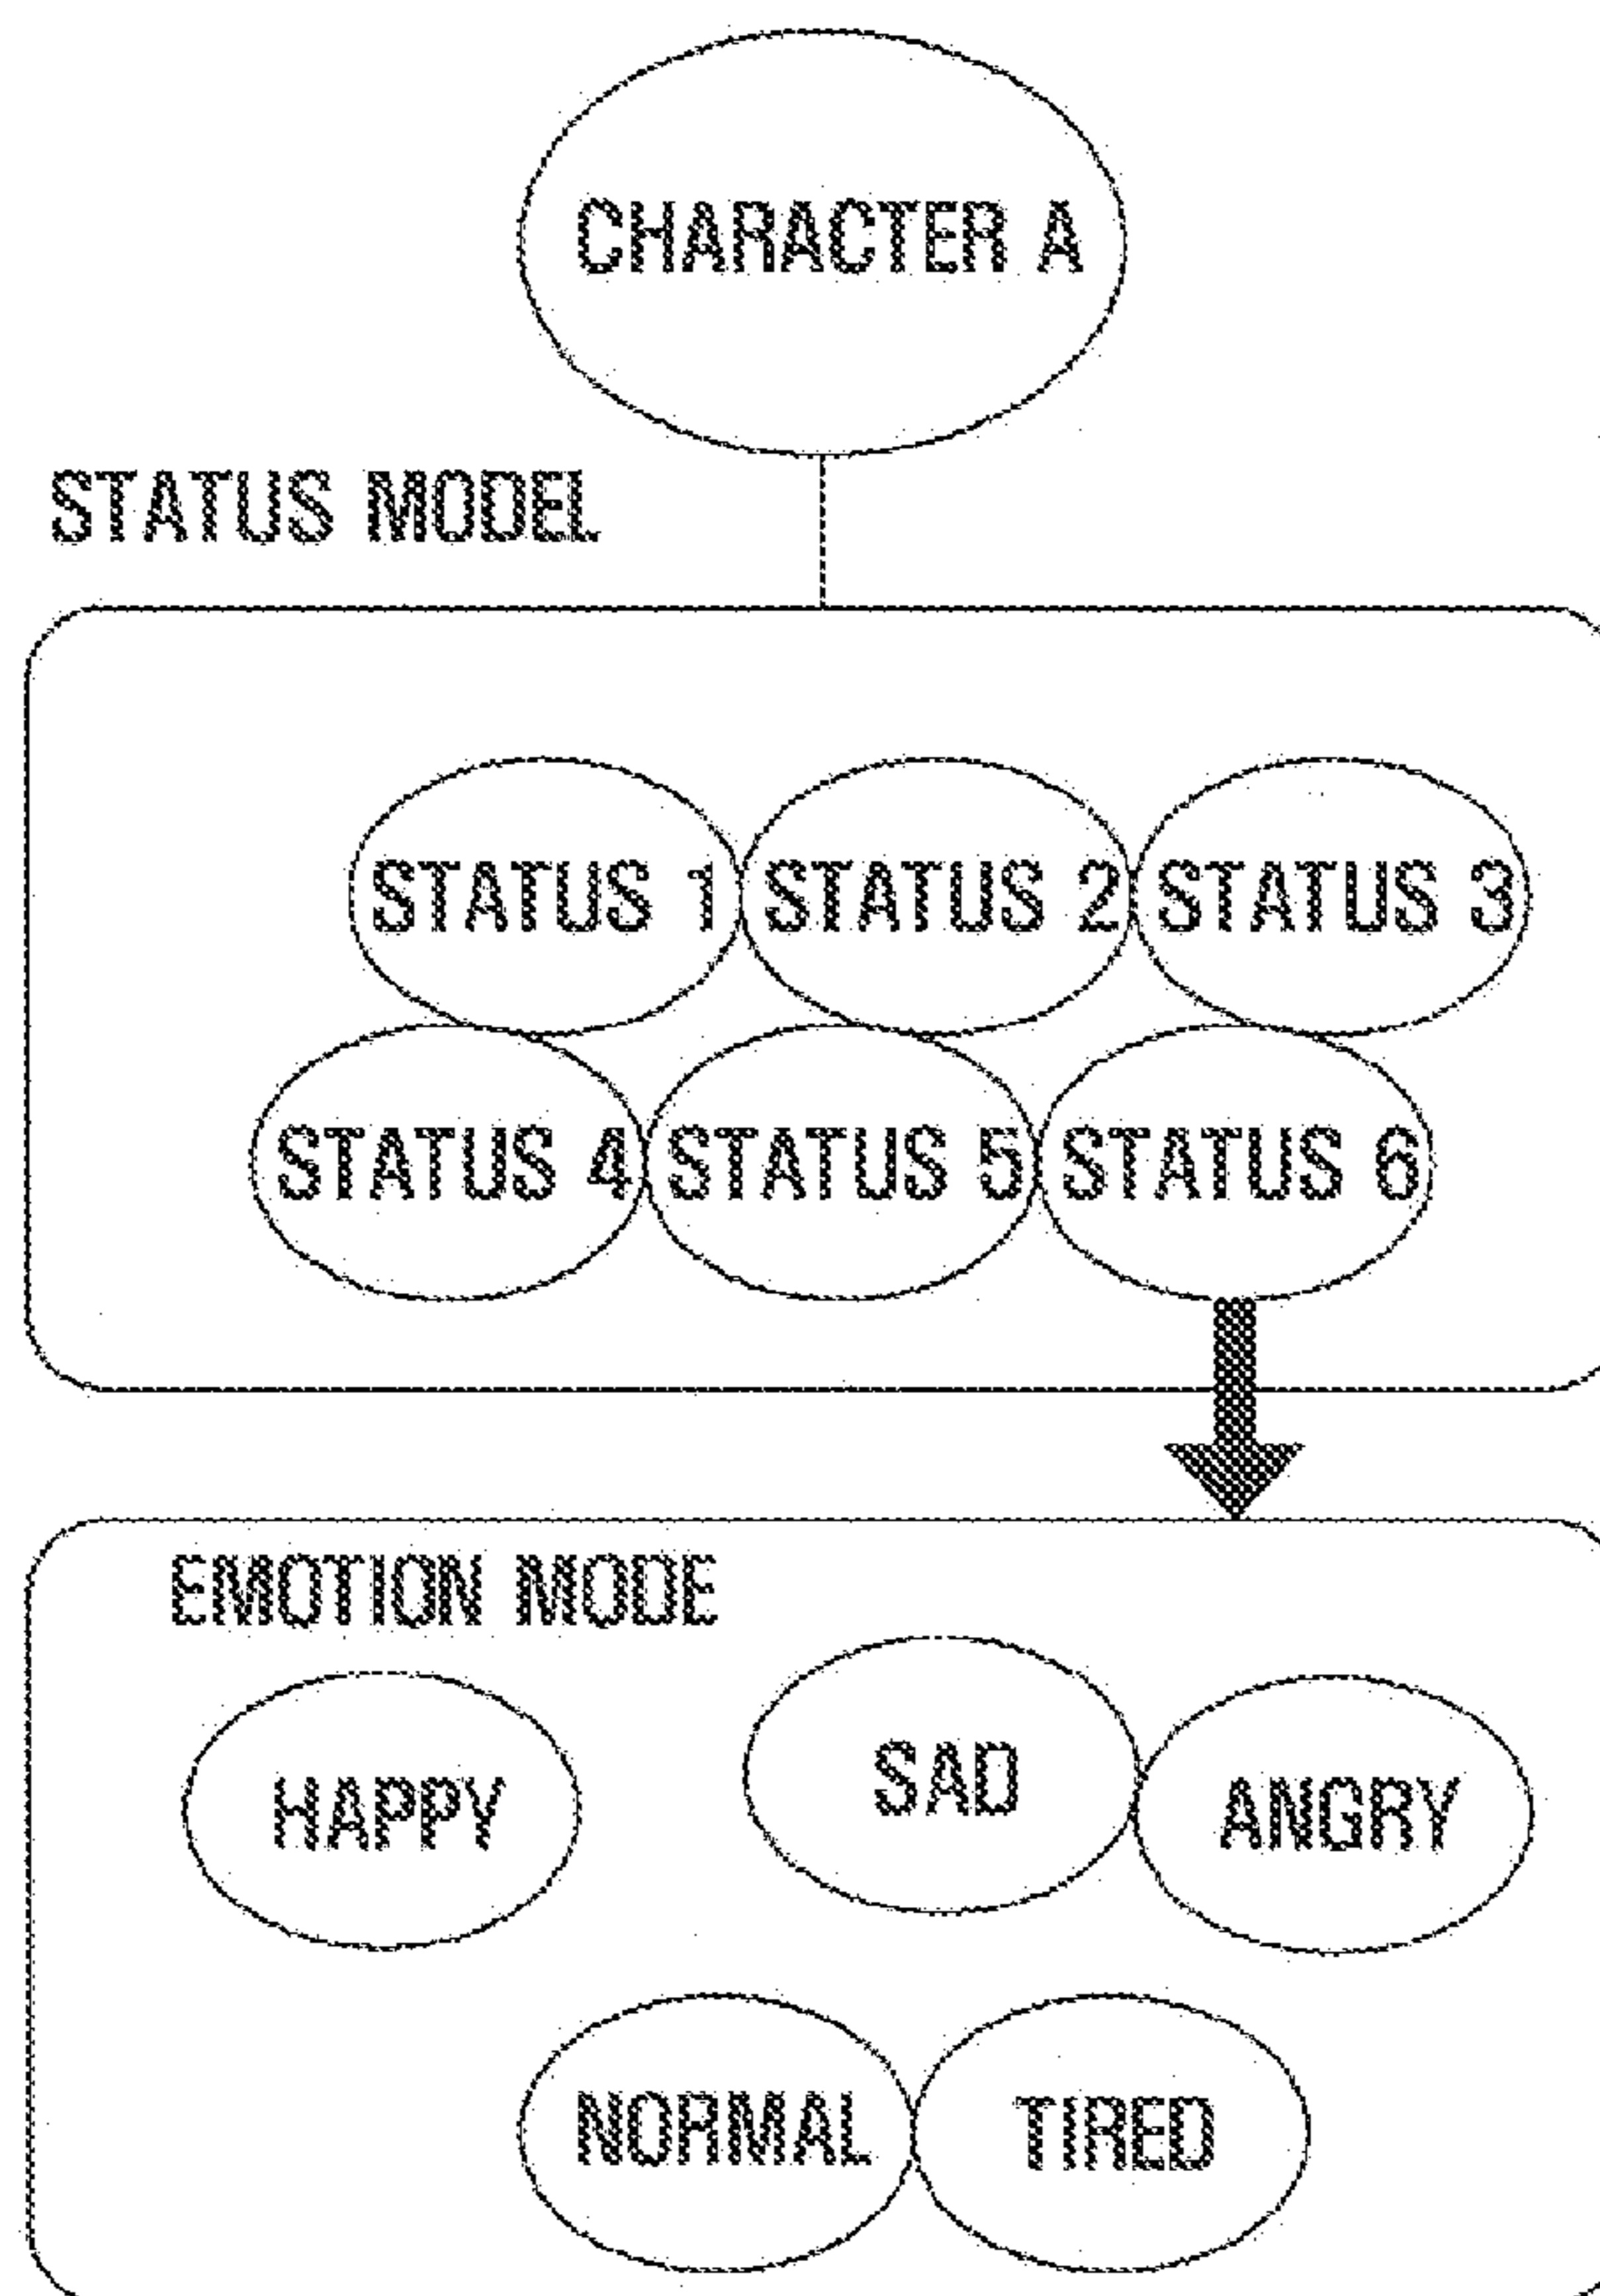 CHARACTER A
STATUS MODEL
STATUS 1 STATUS 2 STATUS 3
STATUS 4 STATUS 5 STATUS 6
EMOTION MODE
HAPPY SAD ANGRY
NORMAL TIRED